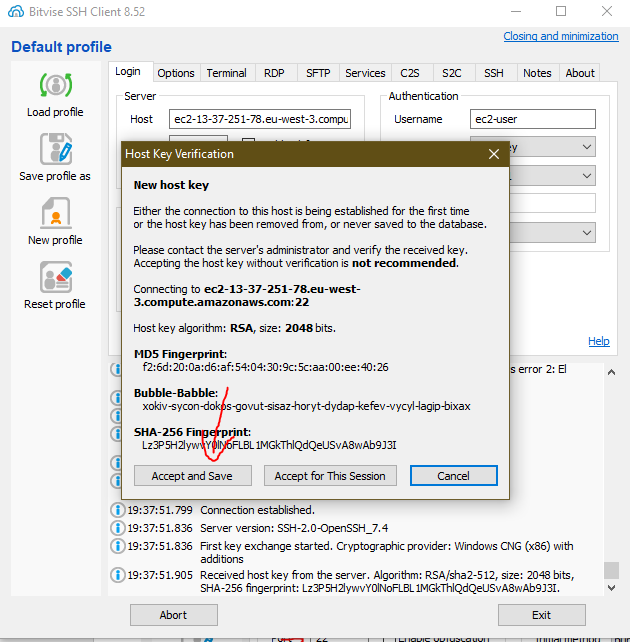 Bitvise SSH Client 8.52
Default profile
Closing and minimization
Load profile
Save profile as
New profile
Reset profile
Login Options Terminal RDP SFTP Services C2S S2C SSH Notes About
Server
Host ec2-13-37-251-78.eu-west-3.compu
Authentication
Username ec2-user
Host Key Verification
New host key
Either the connection to this host is being established for the first time
or the host key has been removed from, or never saved to the database.
Please contact the server's administrator and verify the received key.
Accepting the host key without verification is not recommended.
Connecting to ec2-13-37-251-78.eu-west-
3.compute.amazonaws.com:22
Host key algorithm: RSA, size: 2048 bits.
MD5 Fingerprint:
f2:6d:20:0a:d6:af:54:04:30:9c:5c:aa:00:ee:40:26
Bubble-Babble:
xokiv-sycon-dokos-govut-sisaz-horyt-dydap-kefev-vycyl-lagip-bixax
SHA-256 Fingerprint:
Lz3P5H2lywvY0lNoFLBL1MGkThlQdQeUSvA8wAb9J3I
Accept and Save
Accept for This Session
Cancel
Help
s error 2: El
19:37:51.799 Connection established.
19:37:51.836 Server version: SSH-2.0-OpenSSH_7.4
19:37:51.836 First key exchange started. Cryptographic provider: Windows CNG (x86) with
additions
19:37:51.905 Received host key from the server. Algorithm: RSA/sha2-512, size: 2048 bits,
SHA-256 fingerprint: Lz3P5H2lywvY0lNoFLBL1MGkThlQdQeUSvA8wAb9J3I.
Abort
Exit